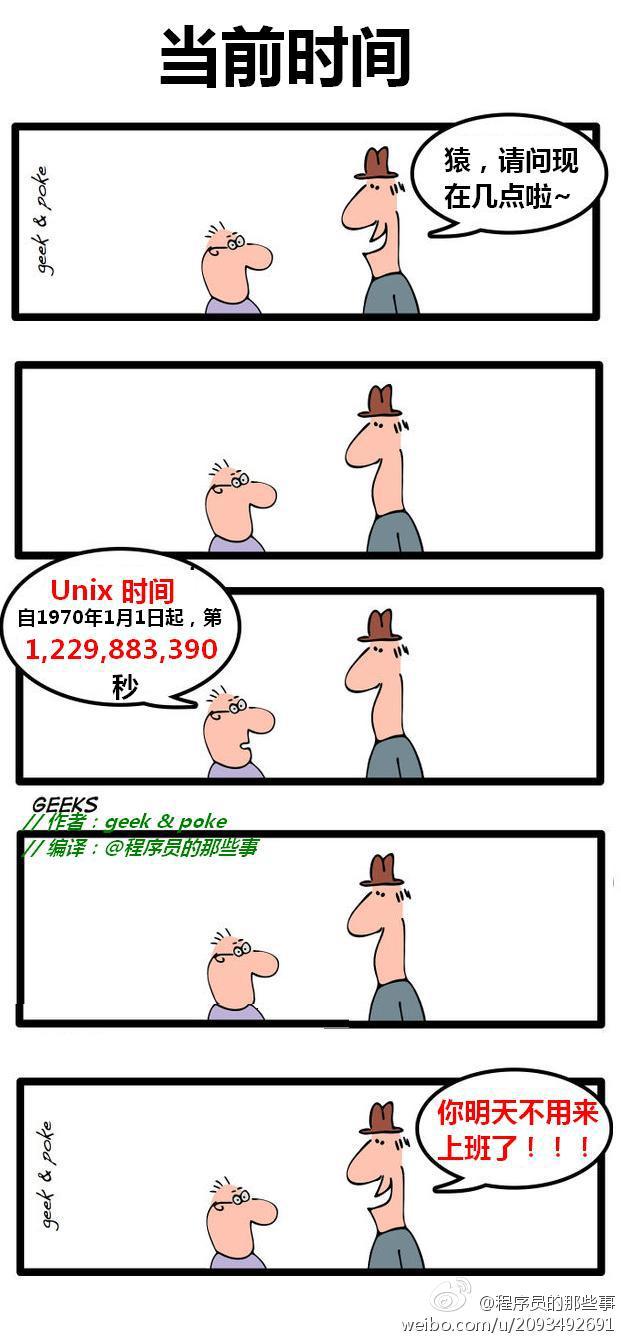 当前时间
geek & poke
猿，请问现
在几点啦~
Unix 时间
自1970年1月1日起，第
1,229,883,390
秒
GEEKS
// 作者：geek & poke
// 编译：@程序员的那些事
geek & poke
你明天不用来
上班了！！！
@程序员的那些事
weibo.com/u/2093492691